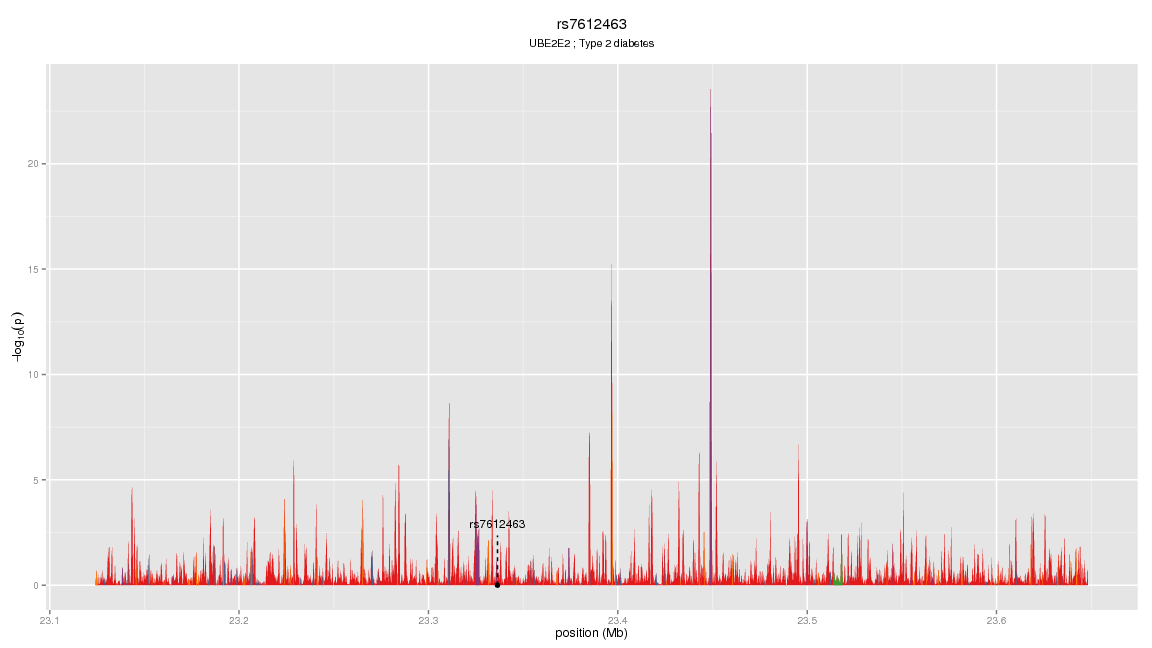 rs7612463
UBE2E2 ; Type 2 diabetes
20
15
10
5
0
−log10(p)
rs7612463
23.1
23.2
23.3
23.4
23.5
23.6
position (Mb)